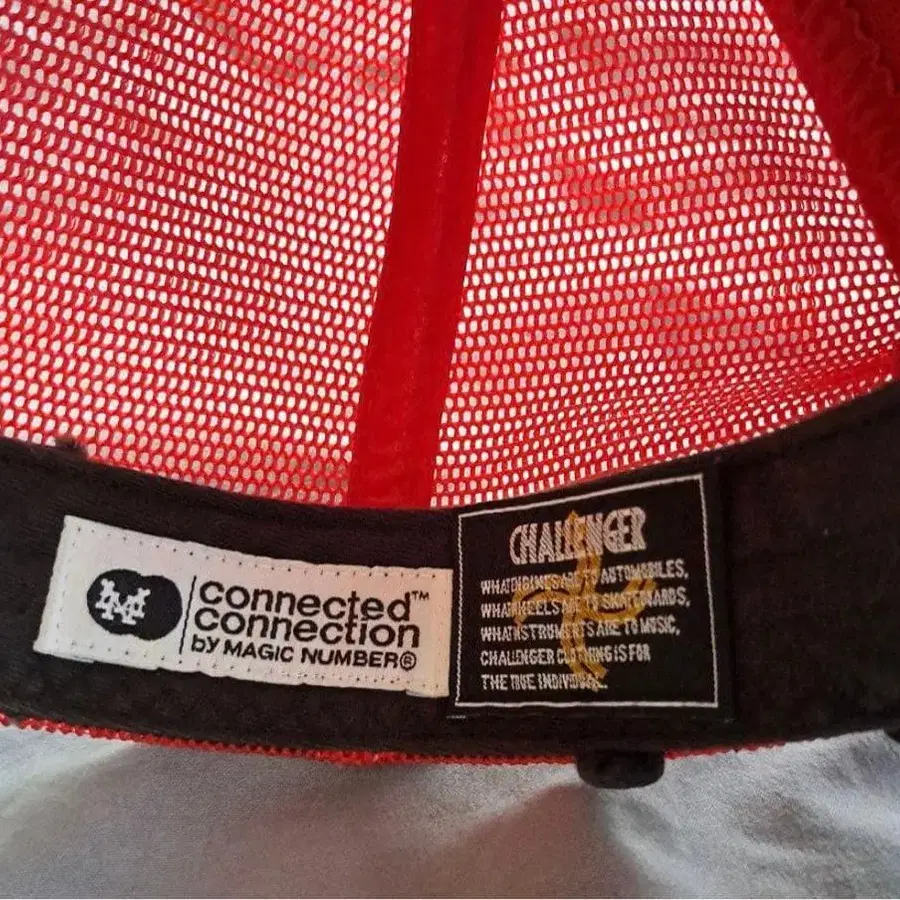 connected™
connection
by MAGIC NUMBER®
CHALLENGER
WHAT ENGINES ARE TO AUTOMOBILES,
WHAT WHEELS ARE TO SKATEBOARDS,
WHAT INSTRUMENTS ARE TO MUSIC,
CHALLENGER CLOTHING IS FOR
THE TRUE INDIVIDUAL.